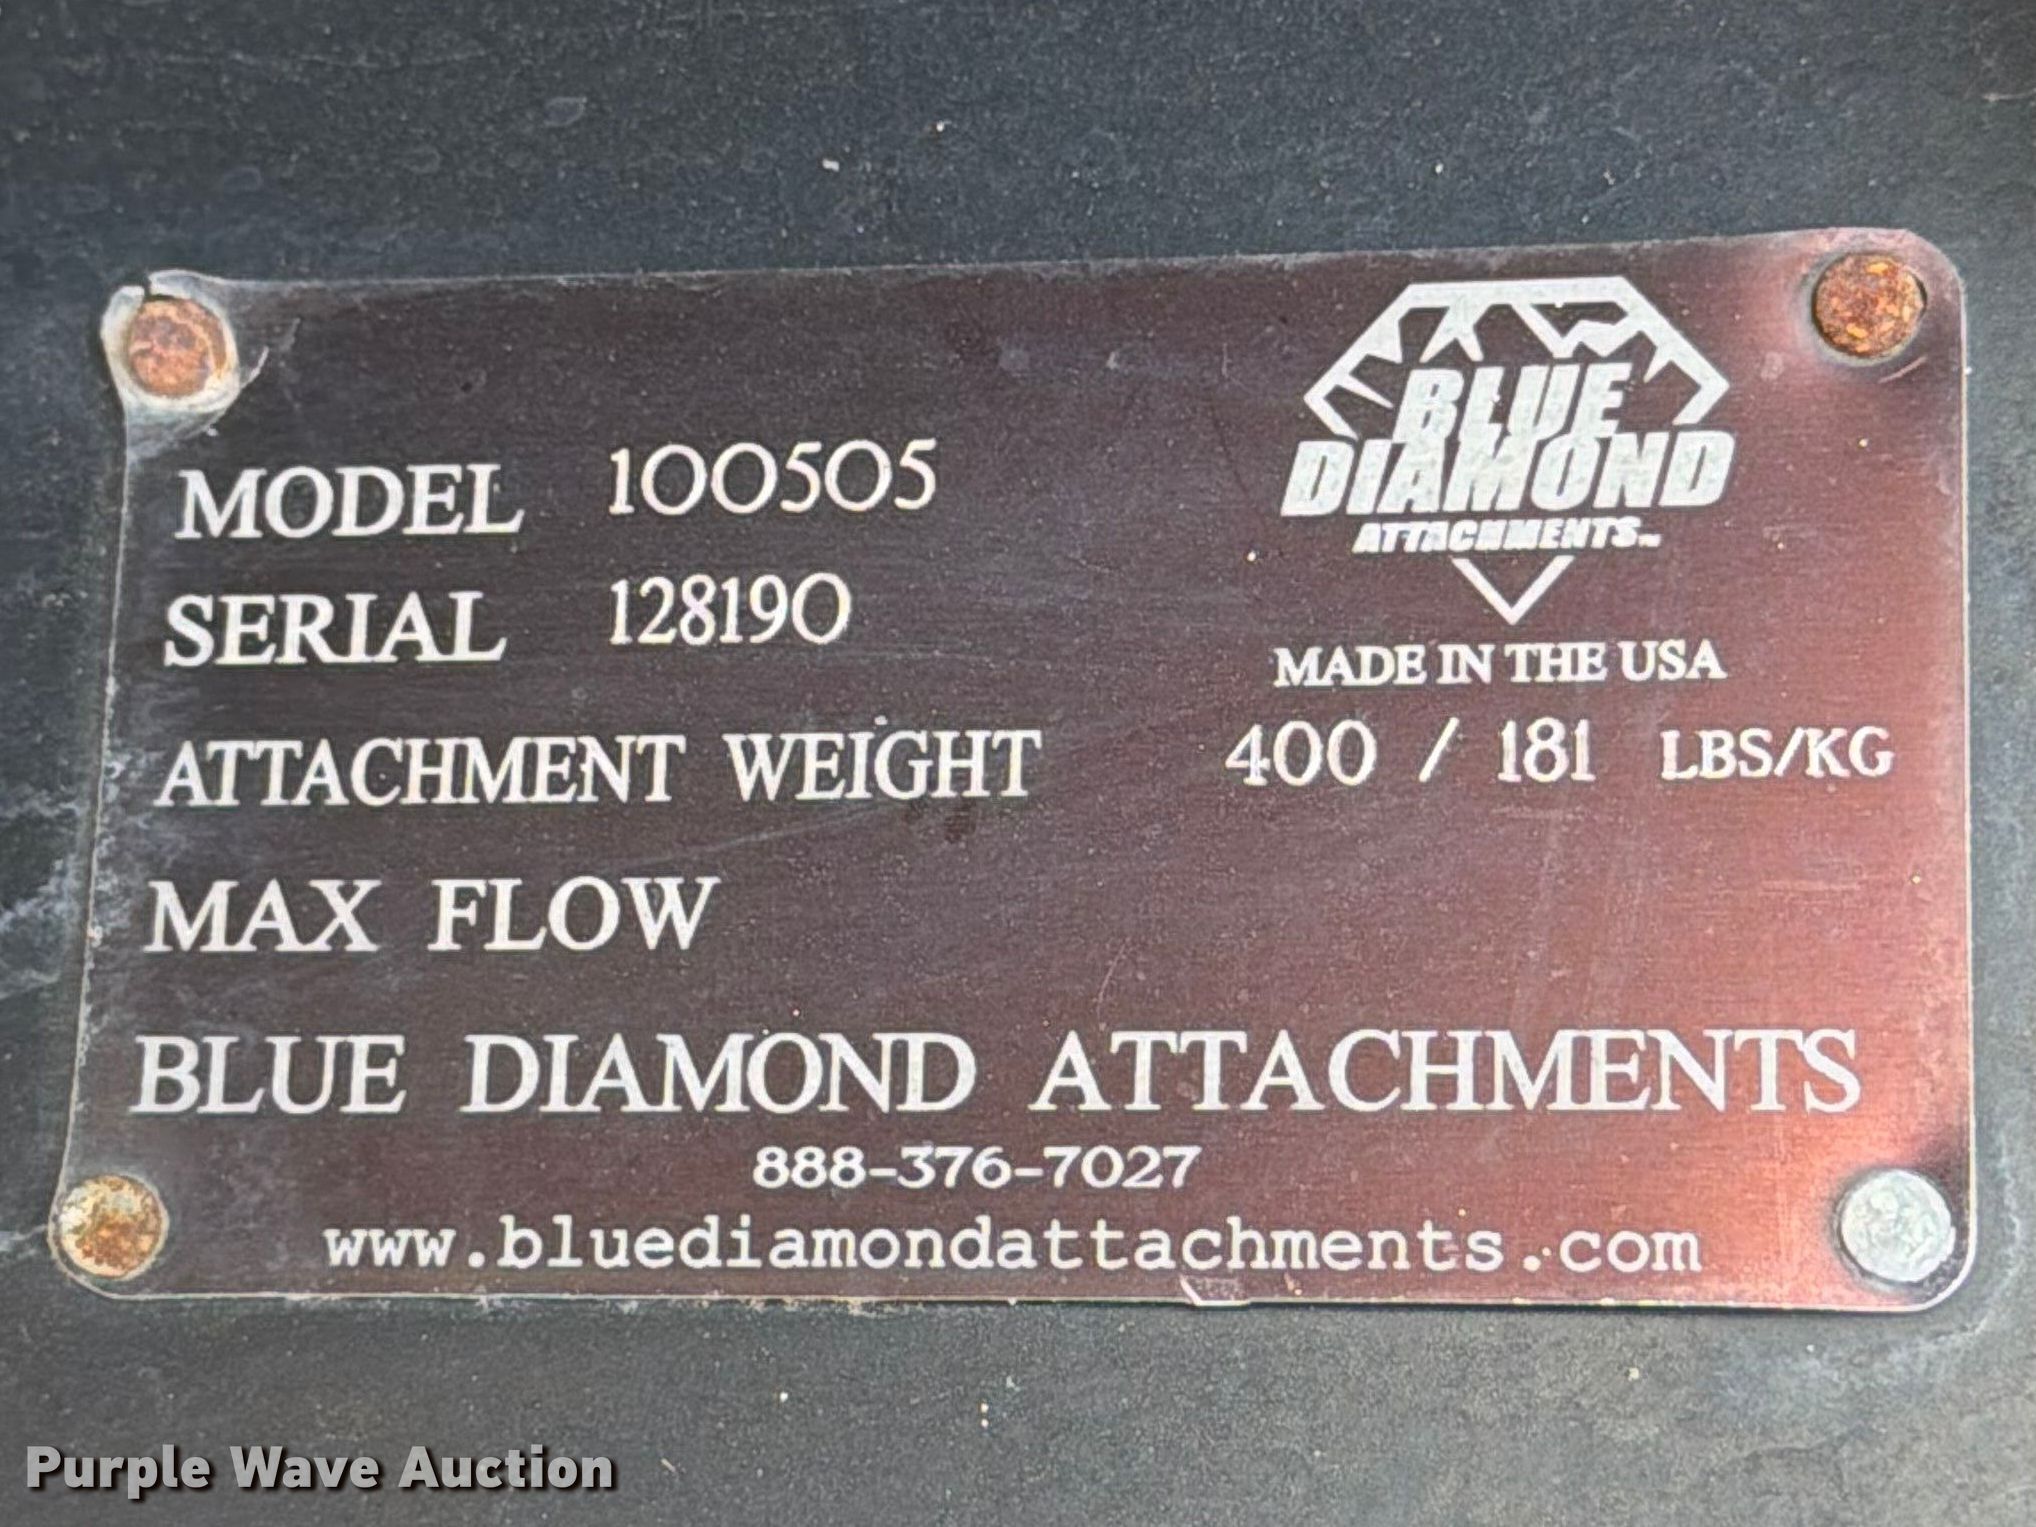 BLUE
DIAMOND
ATTACHMENTS™
MODEL 100505
SERIAL 128190
MADE IN THE USA
ATTACHMENT WEIGHT 400 / 181 LBS/KG
MAX FLOW
BLUE DIAMOND ATTACHMENTS
888-376-7027
www.bluediamondattachments.com
Purple Wave Auction